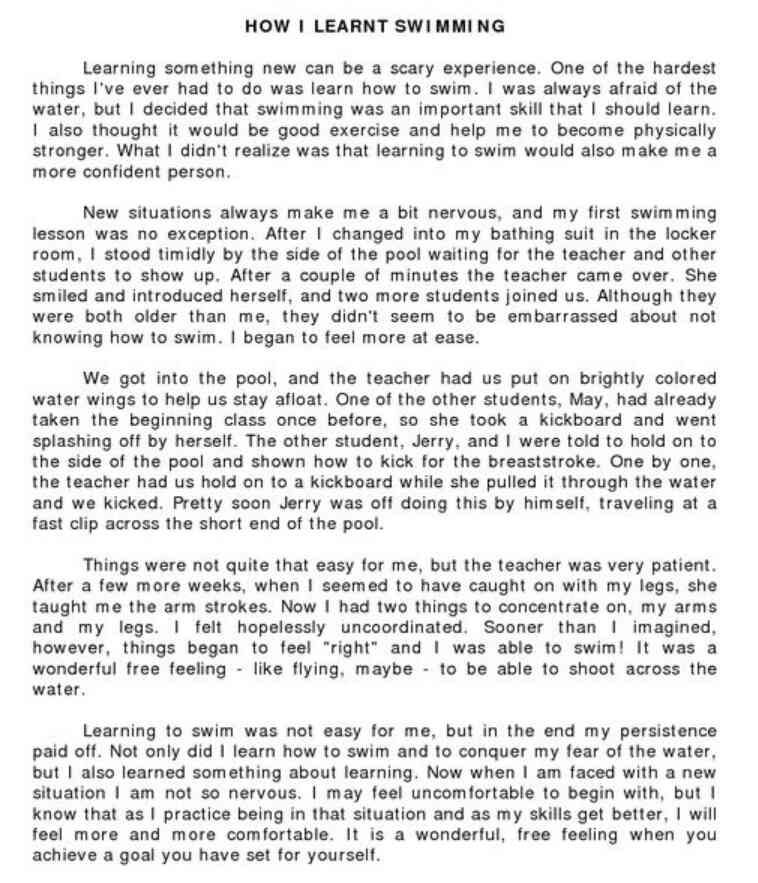 HOW I LEARNT SWIMMING
Learning something new can be a scary experience. One of the hardest
things I've ever had to do was learn how to swim. I was always afraid of the
water, but I decided that swimming was an important skill that I should learn.
I also thought it would be good exercise and help me to become physically
stronger. What I didn't realize was that learning to swim would also make me a
more confident person.
New situations always make me a bit nervous, and my first swimming
lesson was no exception. After I changed into my bathing suit in the locker
room, I stood timidly by the side of the pool waiting for the teacher and other
students to show up. After a couple of minutes the teacher came over. She
smiled and introduced herself, and two more students joined us. Although they
were both older than me, they didn't seem to be embarrassed about not
knowing how to swim. I began to feel more at ease.
We got into the pool, and the teacher had us put on brightly colored
water wings to help us stay afloat. One of the other students, May, had already
taken the beginning class once before, so she took a kickboard and went
splashing off by herself. The other student, Jerry, and I were told to hold on to
the side of the pool and shown how to kick for the breaststroke. One by one,
the teacher had us hold on to a kickboard while she pulled it through the water
and we kicked. Pretty soon Jerry was off doing this by himself, traveling at a
fast clip across the short end of the pool.
Things were not quite that easy for me, but the teacher was very patient.
After a few more weeks, when I seemed to have caught on with my legs, she
taught me the arm strokes. Now I had two things to concentrate on, my arms
and my legs. I felt hopelessly uncoordinated. Sooner than I imagined,
however, things began to feel "right" and I was able to swim! It was a
wonderful free feeling - like flying, maybe - to be able to shoot across the
water.
Learning to swim was not easy for me, but in the end my persistence
paid off. Not only did I learn how to swim and to conquer my fear of the water,
but I also learned something about learning. Now when I am faced with a new
situation I am not so nervous. I may feel uncomfortable to begin with, but I
know that as I practice being in that situation and as my skills get better, I will
feel more and more comfortable. It is a wonderful, free feeling when you
achieve a goal you have set for yourself.